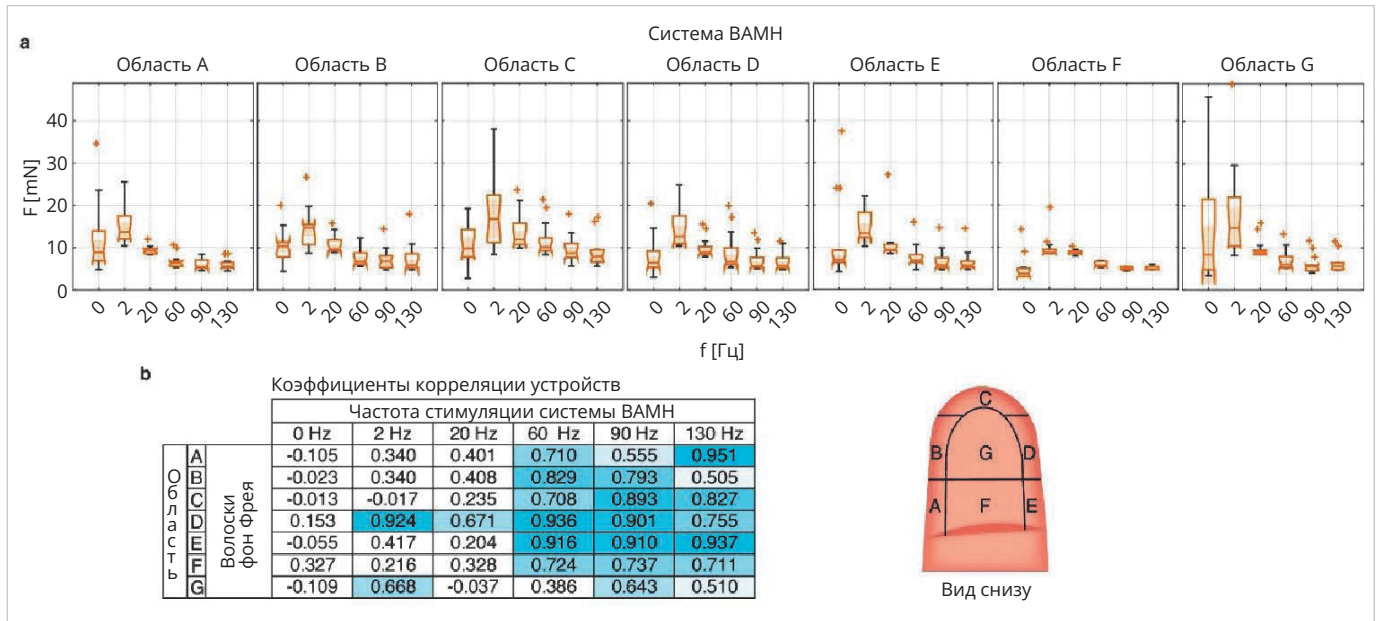 a
Система ВАМН
Область A
Область B
Область C
Область D
Область E
Область F
Область G
F [mN]
40
30
20
10
0
0 2 20 60 90 130
0 2 20 60 90 130
0 2 20 60 90 130
0 2 20 60 90 130
0 2 20 60 90 130
0 2 20 60 90 130
0 2 20 60 90 130
f [Гц]
b
Коэффициенты корреляции устройств
Частота стимуляции системы ВАМН
0 Hz 2 Hz 20 Hz 60 Hz 90 Hz 130 Hz
Область
Волоски фон Фрея
A -0.105 0.340 0.401 0.710 0.555 0.951
B -0.023 0.340 0.408 0.829 0.793 0.505
C -0.013 -0.017 0.235 0.708 0.893 0.827
D 0.153 0.924 0.671 0.936 0.901 0.755
E -0.055 0.417 0.204 0.916 0.910 0.937
F 0.327 0.216 0.328 0.724 0.737 0.711
G -0.109 0.668 -0.037 0.386 0.643 0.510
C
B G D
A F E
Вид снизу